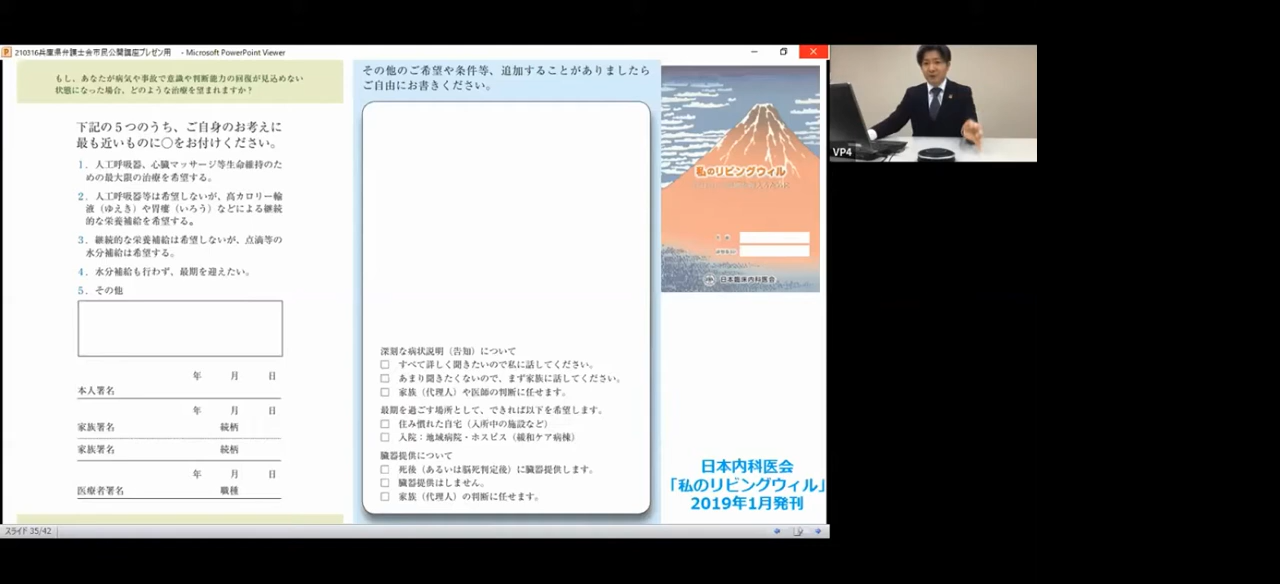 210316兵庫県弁護士会市民公開講座プレゼン用 - Microsoft PowerPoint Viewer
もし、あなたが病気や事故で意識や判断能力の回復が見込めない
状態になった場合、どのような治療を望まれますか？
下記の５つのうち、ご自身のお考えに
最も近いものに〇をお付けください。
1．人工呼吸器、心臓マッサージ等生命維持のた
めの最大限の治療を希望する。
2．人工呼吸器等は希望しないが、高カロリー輸
液（ゆえき）や胃瘻（いろう）などによる継続
的な栄養補給を希望する。
3．継続的な栄養補給は希望しないが、点滴等の
水分補給は希望する。
4．水分補給も行わず、最期を迎えたい。
5．その他
年 月 日
本人署名
年 月 日
家族署名 続柄
家族署名 続柄
年 月 日
医療者署名 職種
その他のご希望や条件等、追加することがありましたら
ご自由にお書きください。
深刻な病状説明（告知）について
□ すべて詳しく聞きたいので私に話してください。
□ あまり聞きたくないので、まず家族に話してください。
□ 家族（代理人）や医師の判断に任せます。
最期を過ごす場所として、できれば以下を希望します。
□ 住み慣れた自宅（入所中の施設など）
□ 入院：地域病院・ホスピス（緩和ケア病棟）
臓器提供について
□ 死後（あるいは脳死判定後）に臓器提供します。
□ 臓器提供はしません。
□ 家族（代理人）の判断に任せます。
私のリビングウィル
日本臨床内科医会
日本内科医会
「私のリビングウィル」
2019年1月発刊
スライド 35/42
VP4